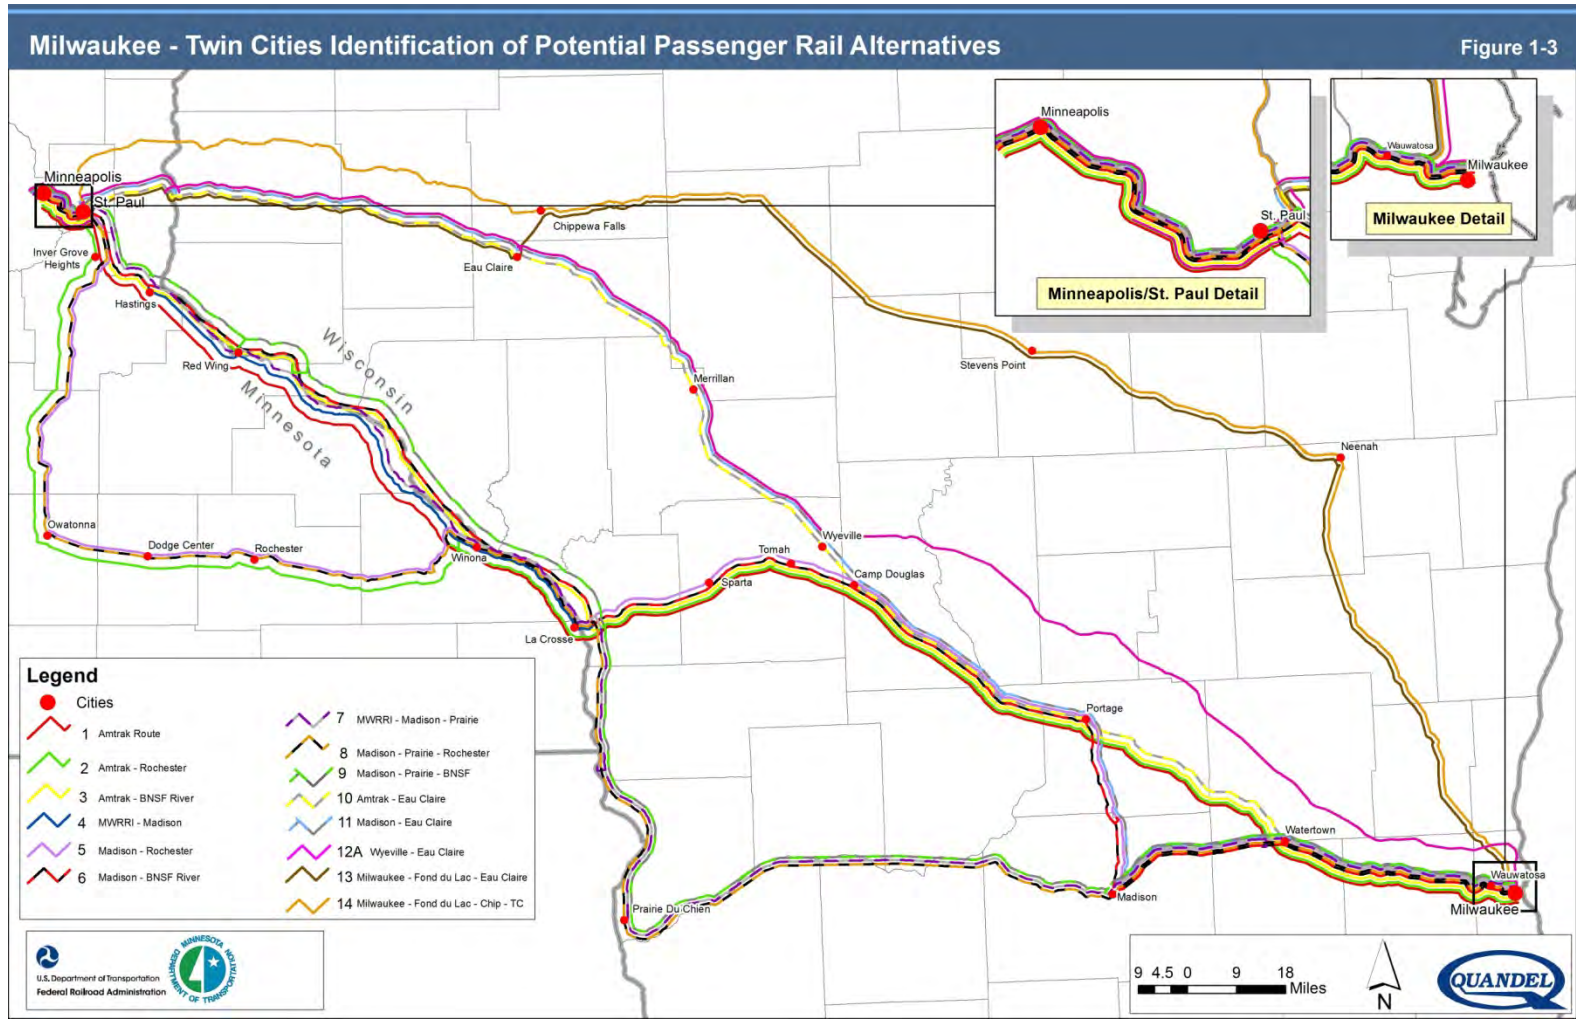 Milwaukee - Twin Cities Identification of Potential Passenger Rail Alternatives
Figure 1-3
Minneapolis
St. Paul
Minneapolis/St. Paul Detail
Wauwatosa
Milwaukee
Milwaukee Detail
Minneapolis
St. Paul
Inver Grove
Heights
Hastings
Red Wing
Wisconsin
Minnesota
Chippewa Falls
Eau Claire
Merrillan
Stevens Point
Neenah
Owatonna
Dodge Center
Rochester
Winona
Wyeville
Tomah
Sparta
Camp Douglas
La Crosse
Portage
Watertown
Madison
Prairie Du Chien
Wauwatosa
Milwaukee
Legend
Cities
1 Amtrak Route
2 Amtrak - Rochester
3 Amtrak - BNSF River
4 MWRRI - Madison
5 Madison - Rochester
6 Madison - BNSF River
7 MWRRI - Madison - Prairie
8 Madison - Prairie - Rochester
9 Madison - Prairie - BNSF
10 Amtrak - Eau Claire
11 Madison - Eau Claire
12A Wyeville - Eau Claire
13 Milwaukee - Fond du Lac - Eau Claire
14 Milwaukee - Fond du Lac - Chip - TC
U.S. Department of Transportation
Federal Railroad Administration
MINNESOTA DEPARTMENT OF TRANSPORTATION
9 4.5 0 9 18
Miles
N
QUANDEL